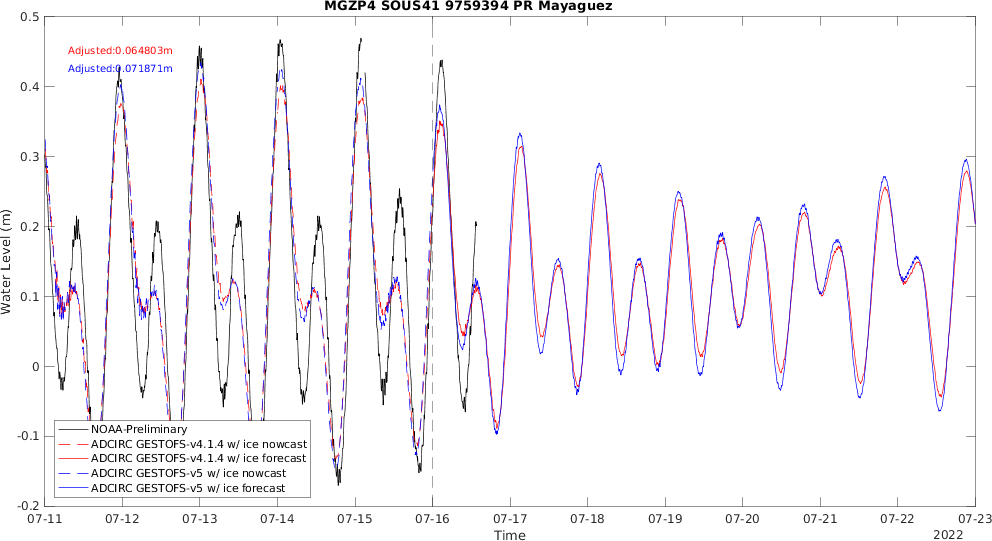 MGZP4 SOUS41 9759394 PR Mayaguez
Adjusted:0.064803m
Adjusted:0.071871m
0.5
0.4
0.3
0.2
0.1
0
-0.1
-0.2
Water Level (m)
NOAA-Preliminary
ADCIRC GESTOFS-v4.1.4 w/ ice nowcast
ADCIRC GESTOFS-v4.1.4 w/ ice forecast
ADCIRC GESTOFS-v5 w/ ice nowcast
ADCIRC GESTOFS-v5 w/ ice forecast
07-11 07-12 07-13 07-14 07-15 07-16 07-17 07-18 07-19 07-20 07-21 07-22 07-23
Time
2022